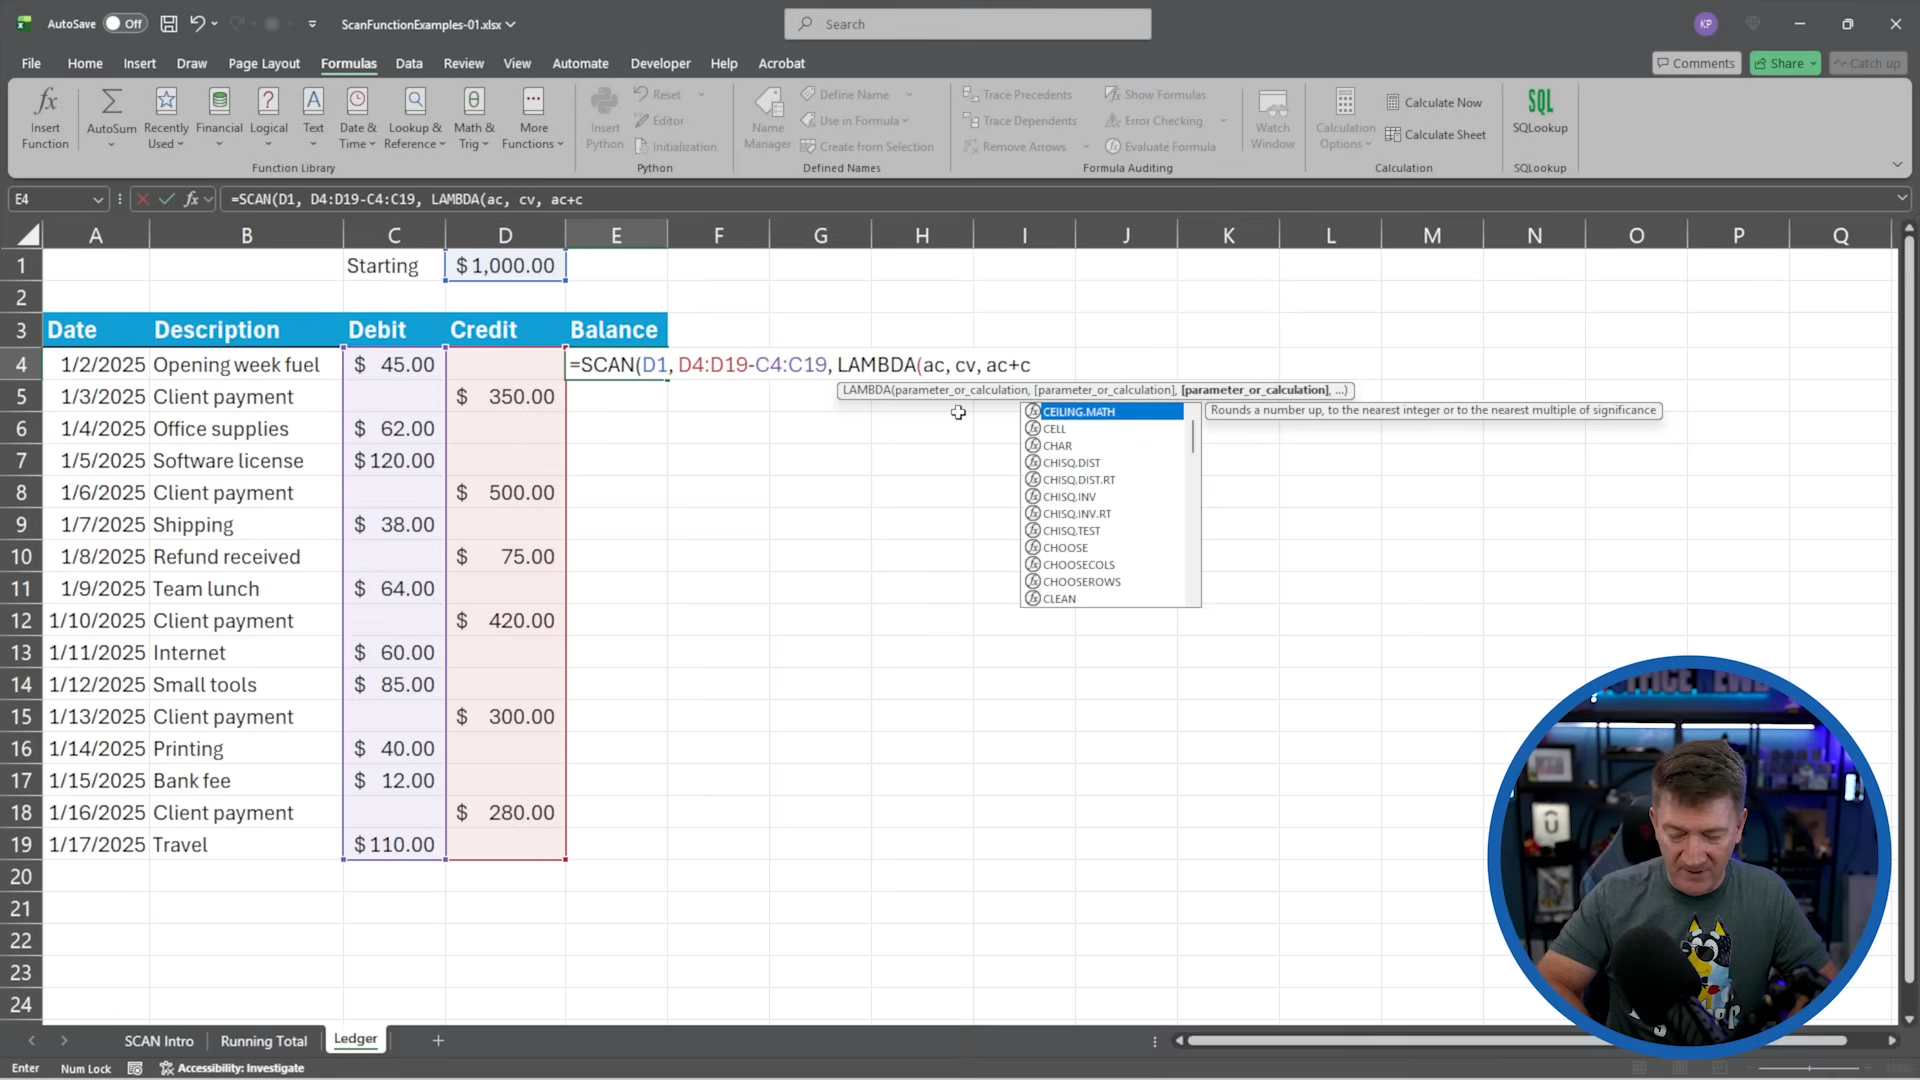 AutoSave Off ScanFunctionExamples-01.xlsx Search KP
File Home Insert Draw Page Layout Formulas Data Review View Automate Developer Help Acrobat Comments Share Catch up
Insert Function
AutoSum
Recently Used
Financial
Logical
Text
Date & Time
Lookup & Reference
Math & Trig
More Functions
Function Library
Insert Python
Reset
Editor
Initialization
Python
Name Manager
Define Name
Use in Formula
Create from Selection
Defined Names
Trace Precedents
Trace Dependents
Remove Arrows
Show Formulas
Error Checking
Evaluate Formula
Formula Auditing
Watch Window
Calculation Options
Calculate Now
Calculate Sheet
Calculation
SQL
SQLookup
SQLookup
E4 fx =SCAN(D1, D4:D19-C4:C19, LAMBDA(ac, cv, ac+c
A B C D E F G H I J K L M N O P Q
1 Starting $ 1,000.00
2
3 Date Description Debit Credit Balance
4 1/2/2025 Opening week fuel $ 45.00 =SCAN(D1, D4:D19-C4:C19, LAMBDA(ac, cv, ac+c
LAMBDA(parameter_or_calculation, [parameter_or_calculation], [parameter_or_calculation], ...)
5 1/3/2025 Client payment $ 350.00
CEILING.MATH Rounds a number up, to the nearest integer or to the nearest multiple of significance
6 1/4/2025 Office supplies $ 62.00 CELL
CHAR
7 1/5/2025 Software license $ 120.00 CHISQ.DIST
CHISQ.DIST.RT
8 1/6/2025 Client payment $ 500.00 CHISQ.INV
CHISQ.INV.RT
9 1/7/2025 Shipping $ 38.00 CHISQ.TEST
10 1/8/2025 Refund received $ 75.00 CHOOSE
CHOOSECOLS
11 1/9/2025 Team lunch $ 64.00 CHOOSEROWS
CLEAN
12 1/10/2025 Client payment $ 420.00
13 1/11/2025 Internet $ 60.00
14 1/12/2025 Small tools $ 85.00
15 1/13/2025 Client payment $ 300.00
16 1/14/2025 Printing $ 40.00
17 1/15/2025 Bank fee $ 12.00
18 1/16/2025 Client payment $ 280.00
19 1/17/2025 Travel $ 110.00
20
21
22
23
24
SCAN Intro Running Total Ledger
Enter Num Lock Accessibility: Investigate